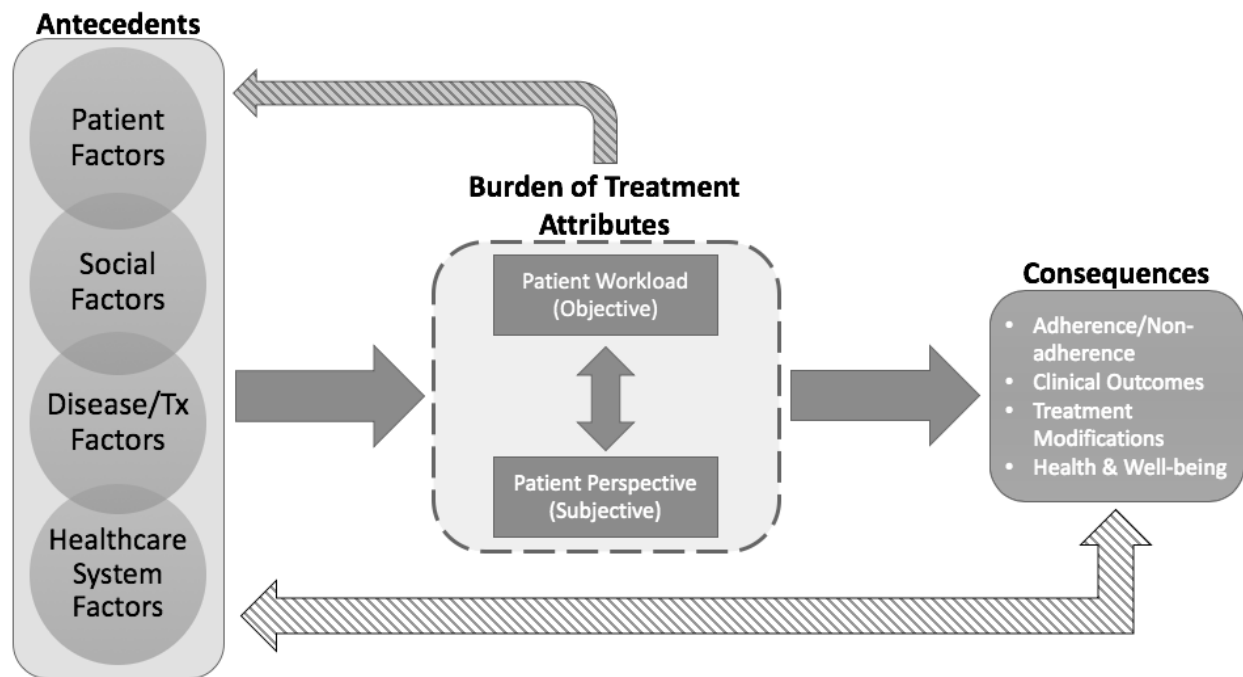 Antecedents
Patient
Factors
Social
Factors
Disease/Tx
Factors
Healthcare
System
Factors
Burden of Treatment
Attributes
Patient Workload
(Objective)
Patient Perspective
(Subjective)
Consequences
• Adherence/Non-
adherence
• Clinical Outcomes
• Treatment
Modifications
• Health & Well-being